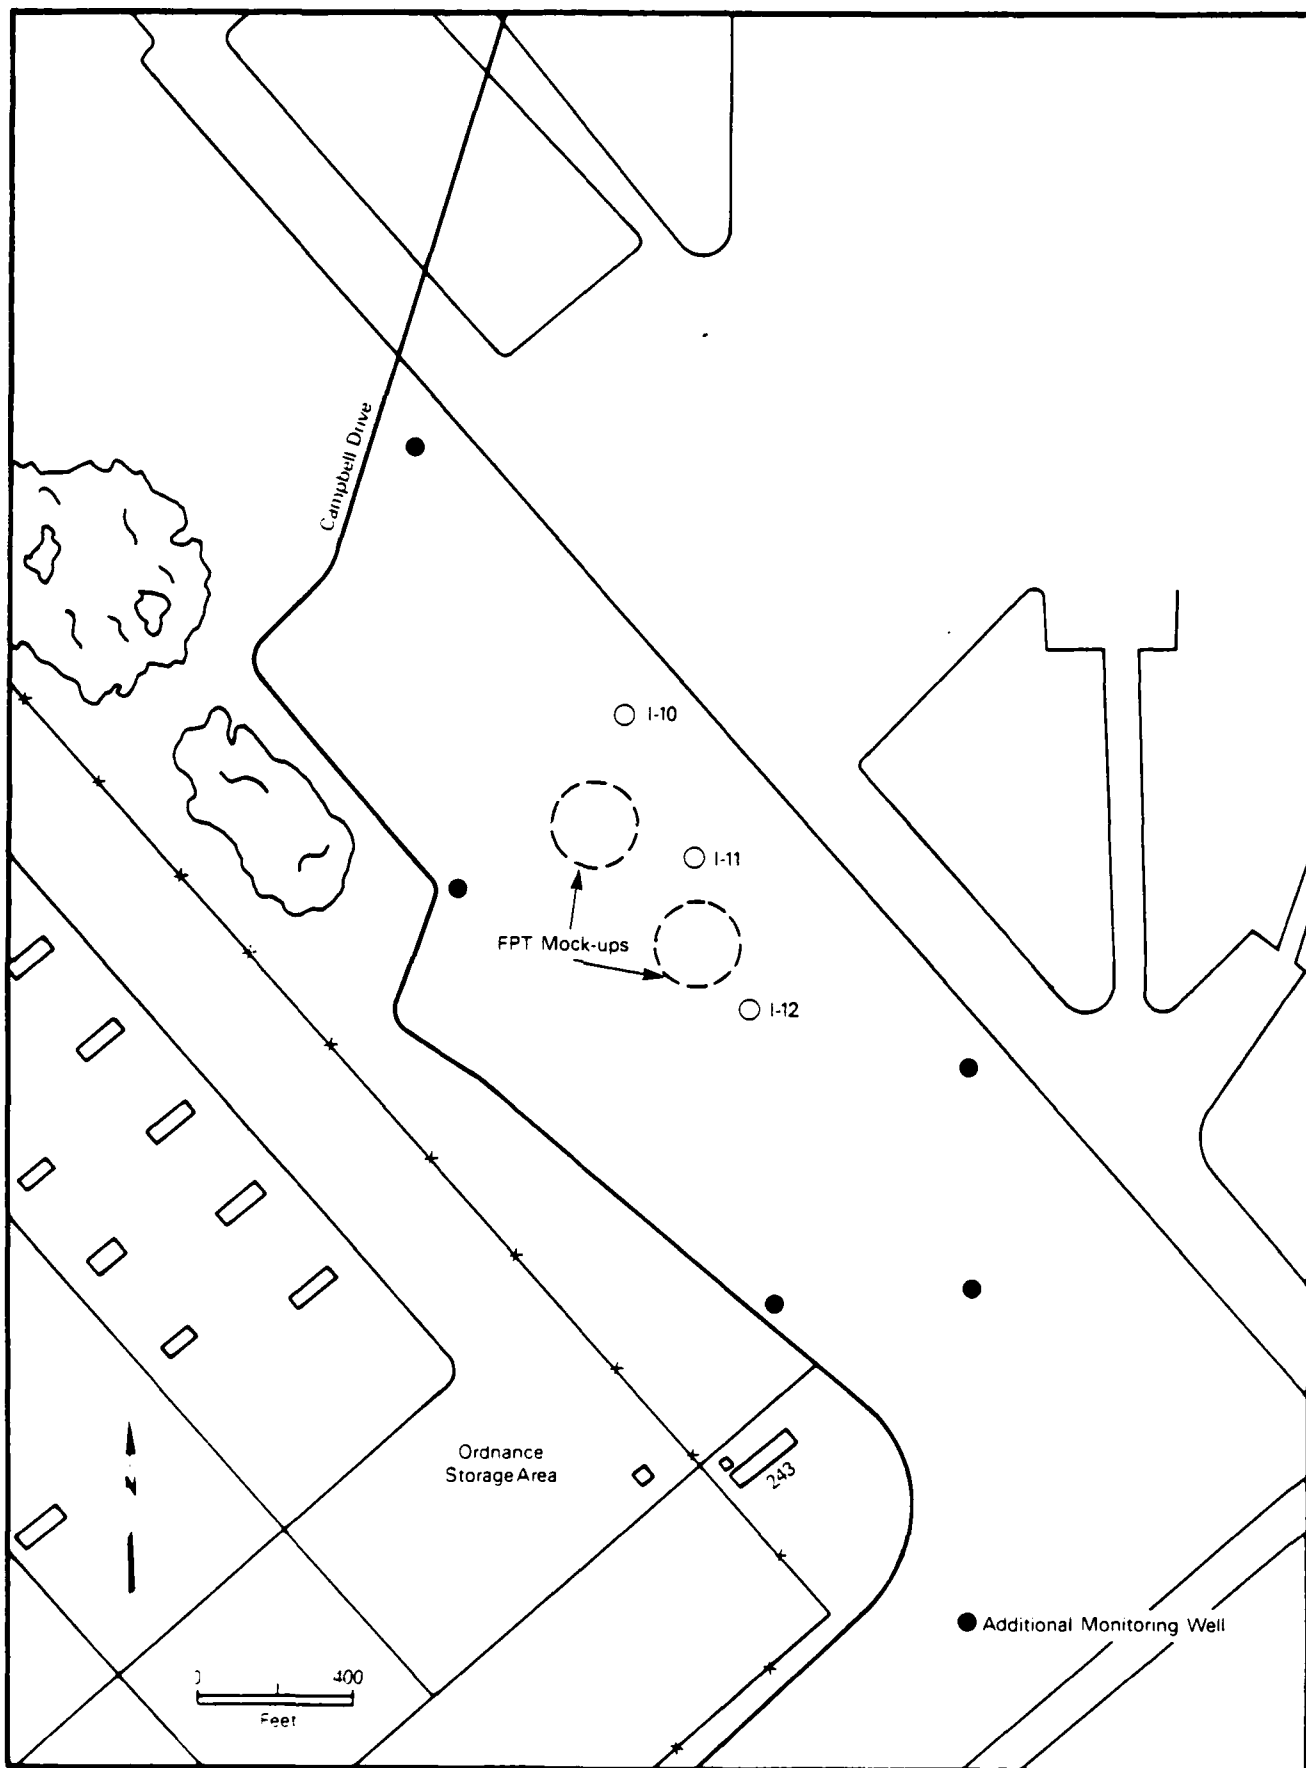 Campbell Drive
I-10
I-11
FPT Mock-ups
I-12
Ordnance
Storage Area
243
N
Additional Monitoring Well
400
Feet